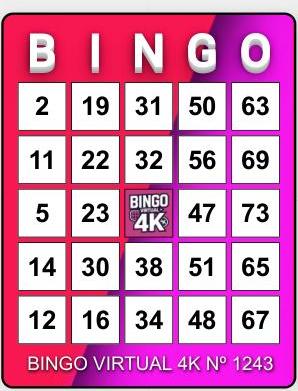 B I N G O
2 19 31 50 63
11 22 32 56 69
5 23 BINGO VIRTUAL 4K 47 73
14 30 38 51 65
12 16 34 48 67
BINGO VIRTUAL 4K Nº 1243